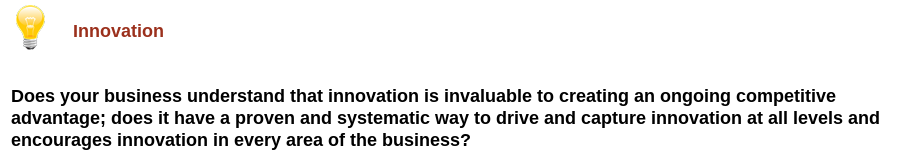 Innovation
Does your business understand that innovation is invaluable to creating an ongoing competitive
advantage; does it have a proven and systematic way to drive and capture innovation at all levels and
encourages innovation in every area of the business?